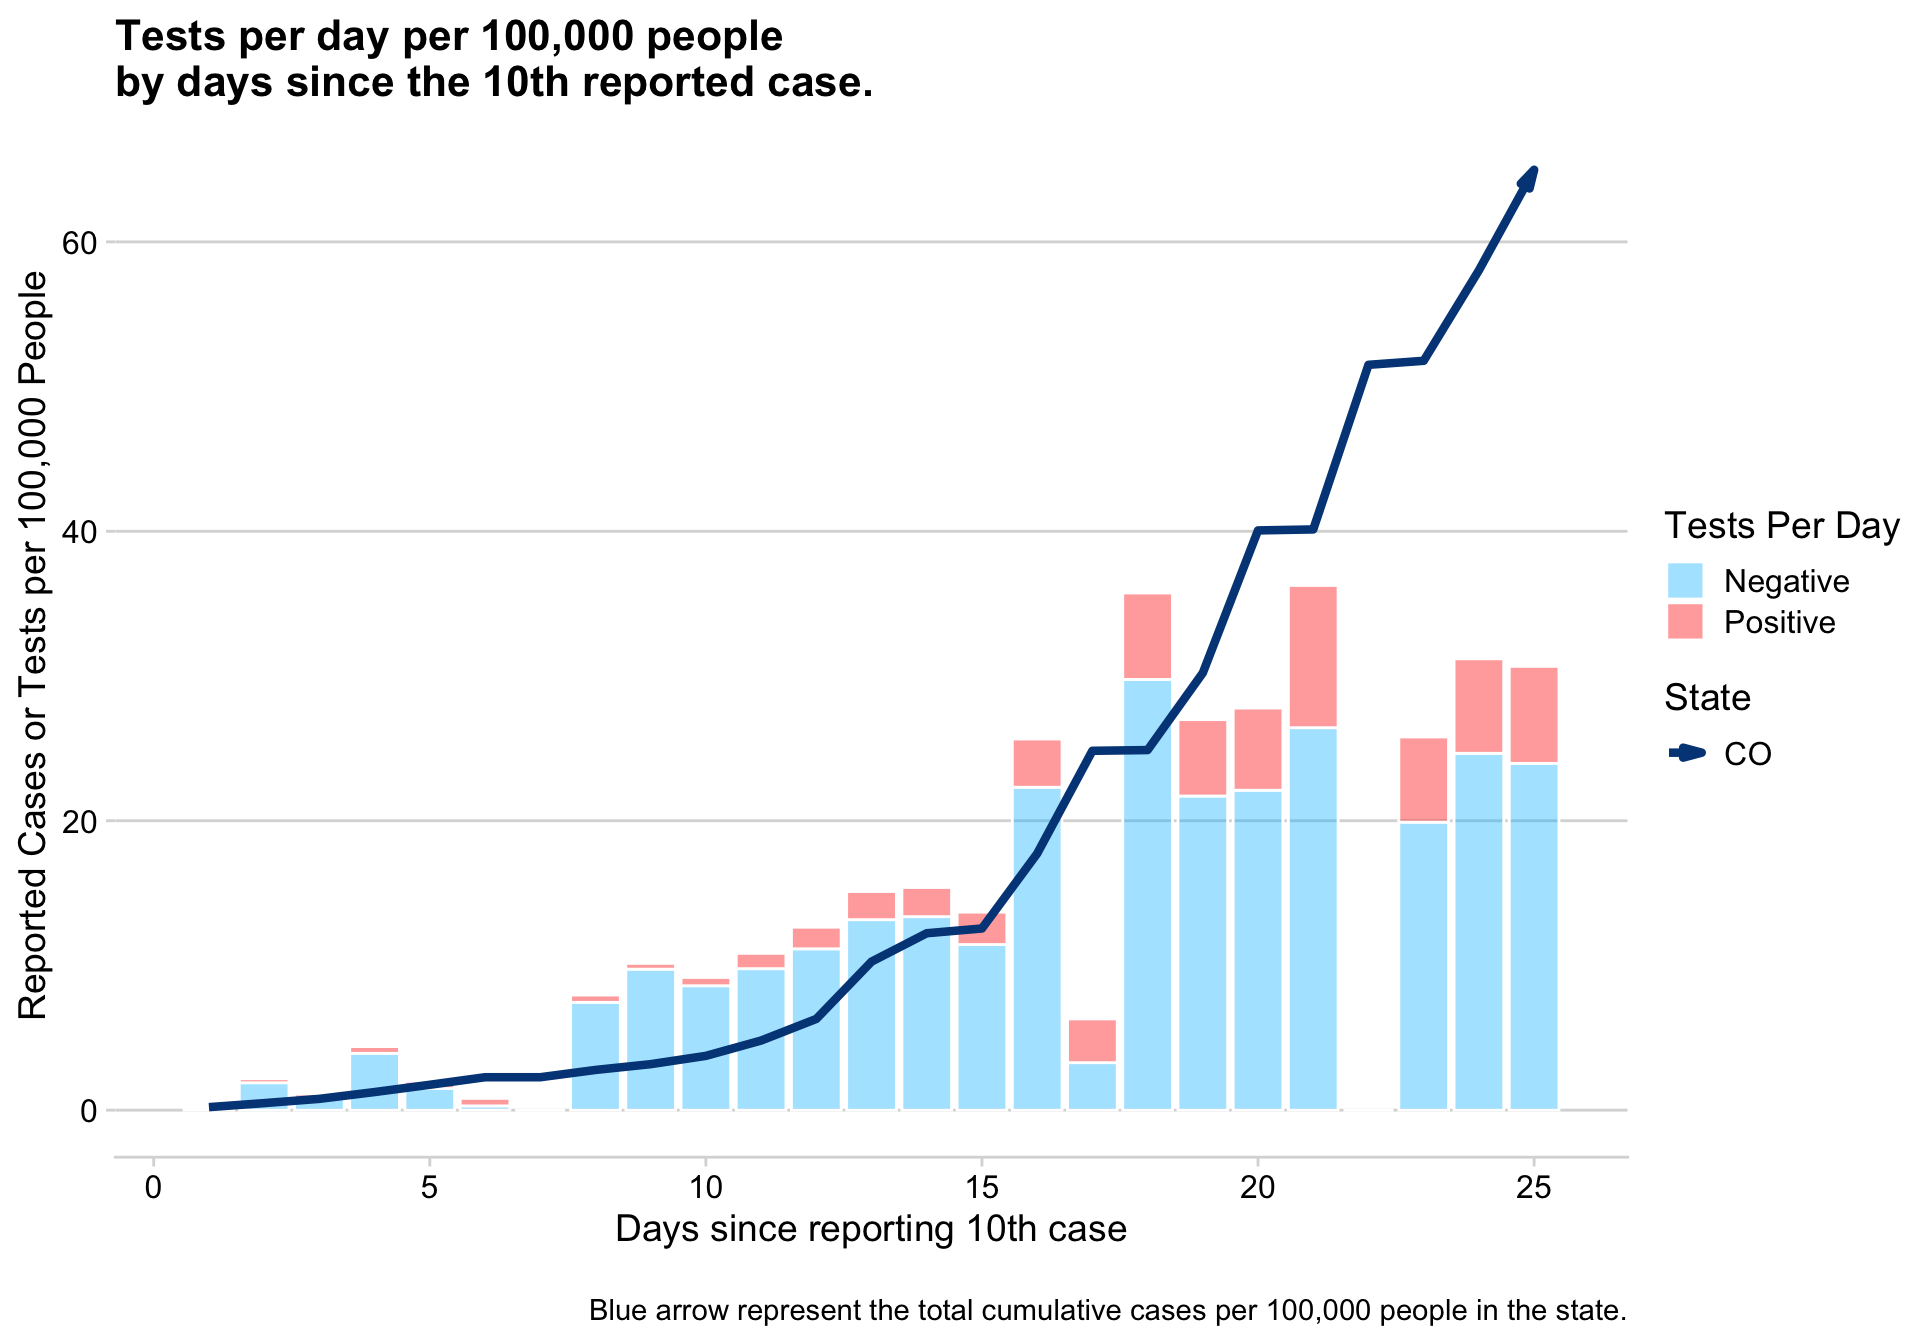 Tests per day per 100,000 people
by days since the 10th reported case.
Reported Cases or Tests per 100,000 People
60
40
20
0
0
5
10
15
20
25
Days since reporting 10th case
Tests Per Day
Negative
Positive
State
CO
Blue arrow represent the total cumulative cases per 100,000 people in the state.